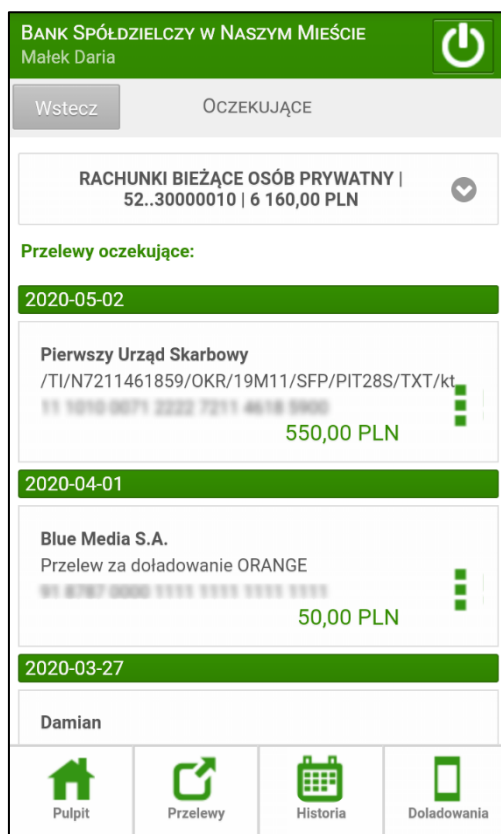 BANK SPÓŁDZIELCZY W NASZYM MIEŚCIE
Małek Daria
Wstecz
OCZEKUJĄCE
RACHUNKI BIEŻĄCE OSÓB PRYWATNY |
52..30000010 | 6 160,00 PLN
Przelewy oczekujące:
2020-05-02
Pierwszy Urząd Skarbowy
/TI/N7211461859/OKR/19M11/SFP/PIT28S/TXT/kt
550,00 PLN
2020-04-01
Blue Media S.A.
Przelew za doładowanie ORANGE
50,00 PLN
2020-03-27
Damian
Pulpit
Przelewy
Historia
Doladowania